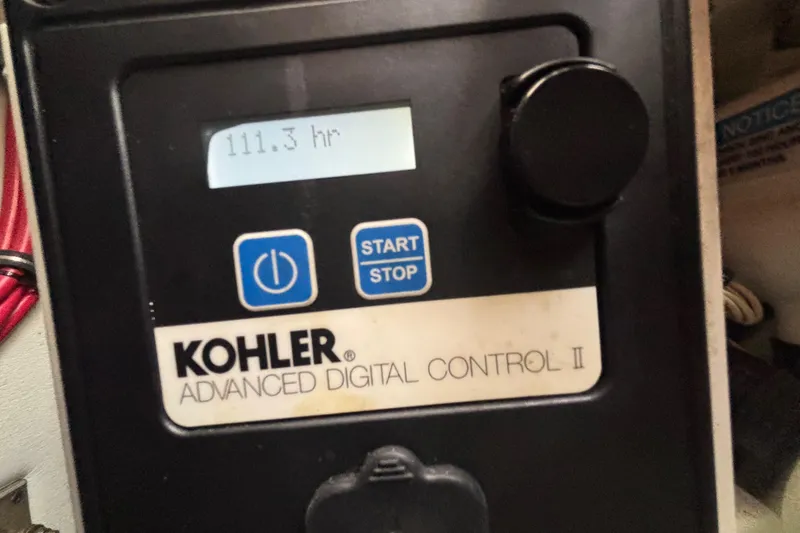 111.3 hr
START
STOP
KOHLER®
ADVANCED DIGITAL CONTROL II
NOTICE